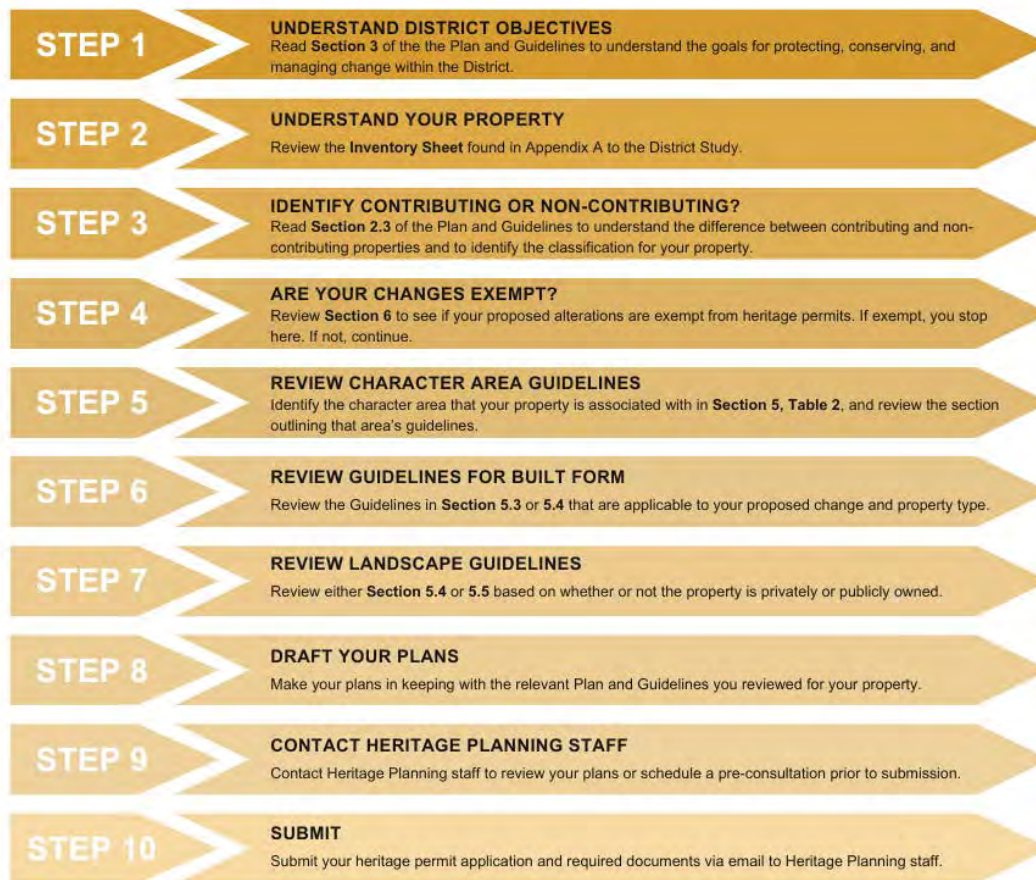 STEP 1
UNDERSTAND DISTRICT OBJECTIVES
Read Section 3 of the the Plan and Guidelines to understand the goals for protecting, conserving, and
managing change within the District.
STEP 2
UNDERSTAND YOUR PROPERTY
Review the Inventory Sheet found in Appendix A to the District Study.
STEP 3
IDENTIFY CONTRIBUTING OR NON-CONTRIBUTING?
Read Section 2.3 of the Plan and Guidelines to understand the difference between contributing and non-
contributing properties and to identify the classification for your property.
STEP 4
ARE YOUR CHANGES EXEMPT?
Review Section 6 to see if your proposed alterations are exempt from heritage permits. If exempt, you stop
here. If not, continue.
STEP 5
REVIEW CHARACTER AREA GUIDELINES
Identify the character area that your property is associated with in Section 5, Table 2, and review the section
outlining that area's guidelines.
STEP 6
REVIEW GUIDELINES FOR BUILT FORM
Review the Guidelines in Section 5.3 or 5.4 that are applicable to your proposed change and property type.
STEP 7
REVIEW LANDSCAPE GUIDELINES
Review either Section 5.4 or 5.5 based on whether or not the property is privately or publicly owned.
STEP 8
DRAFT YOUR PLANS
Make your plans in keeping with the relevant Plan and Guidelines you reviewed for your property.
STEP 9
CONTACT HERITAGE PLANNING STAFF
Contact Heritage Planning staff to review your plans or schedule a pre-consultation prior to submission.
STEP 10
SUBMIT
Submit your heritage permit application and required documents via email to Heritage Planning staff.